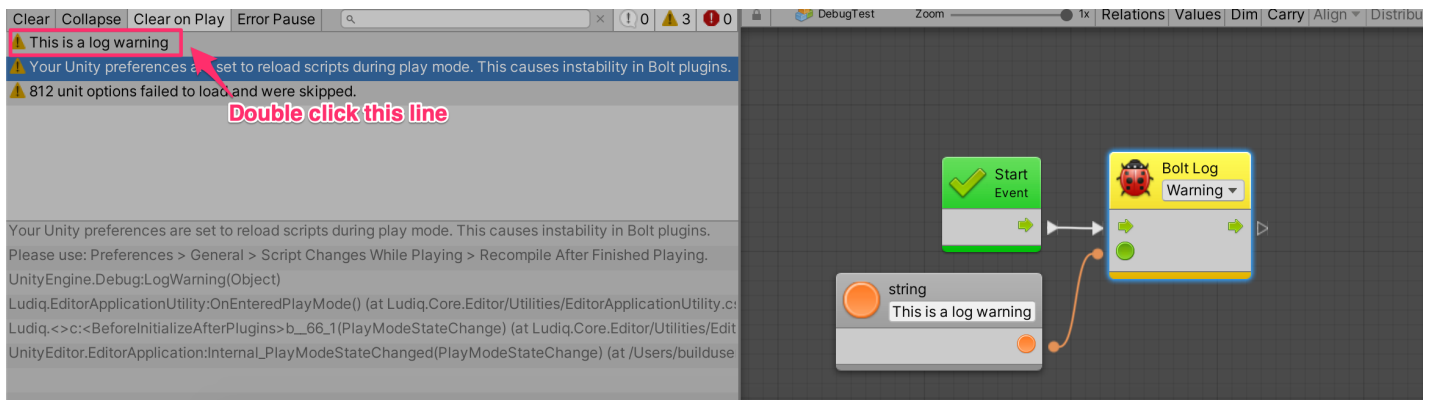 Clear Collapse Clear on Play Error Pause 0 3 0
This is a log warning
Your Unity preferences are set to reload scripts during play mode. This causes instability in Bolt plugins.
812 unit options failed to load and were skipped.
Double click this line
Your Unity preferences are set to reload scripts during play mode. This causes instability in Bolt plugins.
Please use: Preferences > General > Script Changes While Playing > Recompile After Finished Playing.
UnityEngine.Debug:LogWarning(Object)
Ludiq.EditorApplicationUtility:OnEnteredPlayMode() (at Ludiq.Core.Editor/Utilities/EditorApplicationUtility.cs
Ludiq.<>c:<BeforeInitializeAfterPlugins>b__66_1(PlayModeStateChange) (at Ludiq.Core.Editor/Utilities/Edit
UnityEditor.EditorApplication:Internal_PlayModeStateChanged(PlayModeStateChange) (at /Users/builduse
DebugTest Zoom 1x Relations Values Dim Carry Align Distribu
Start
Event
Bolt Log
Warning
string
This is a log warning